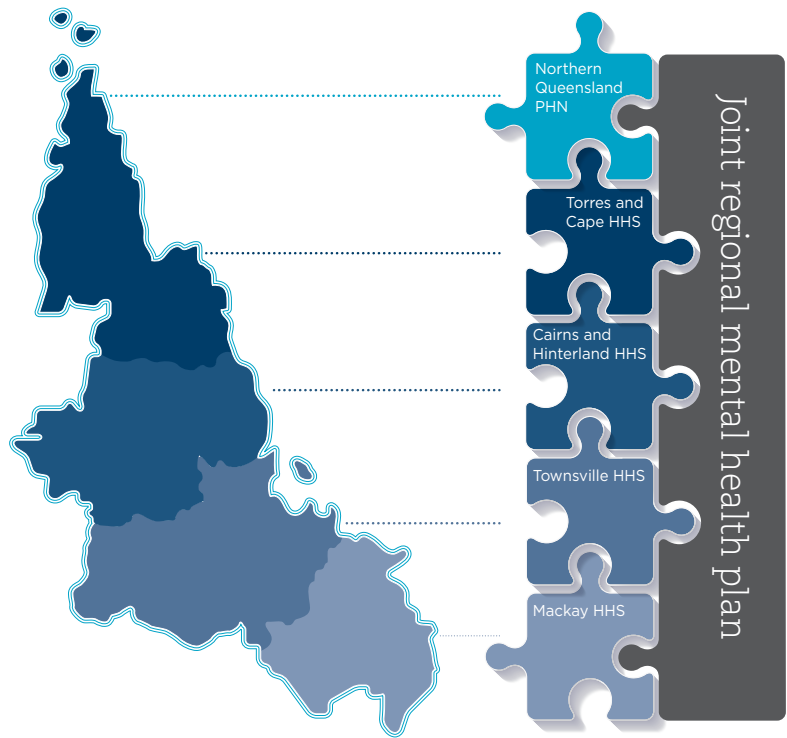 Northern
Queensland
PHN
Torres and
Cape HHS
Cairns and
Hinterland HHS
Townsville HHS
Mackay HHS
Joint regional mental health plan